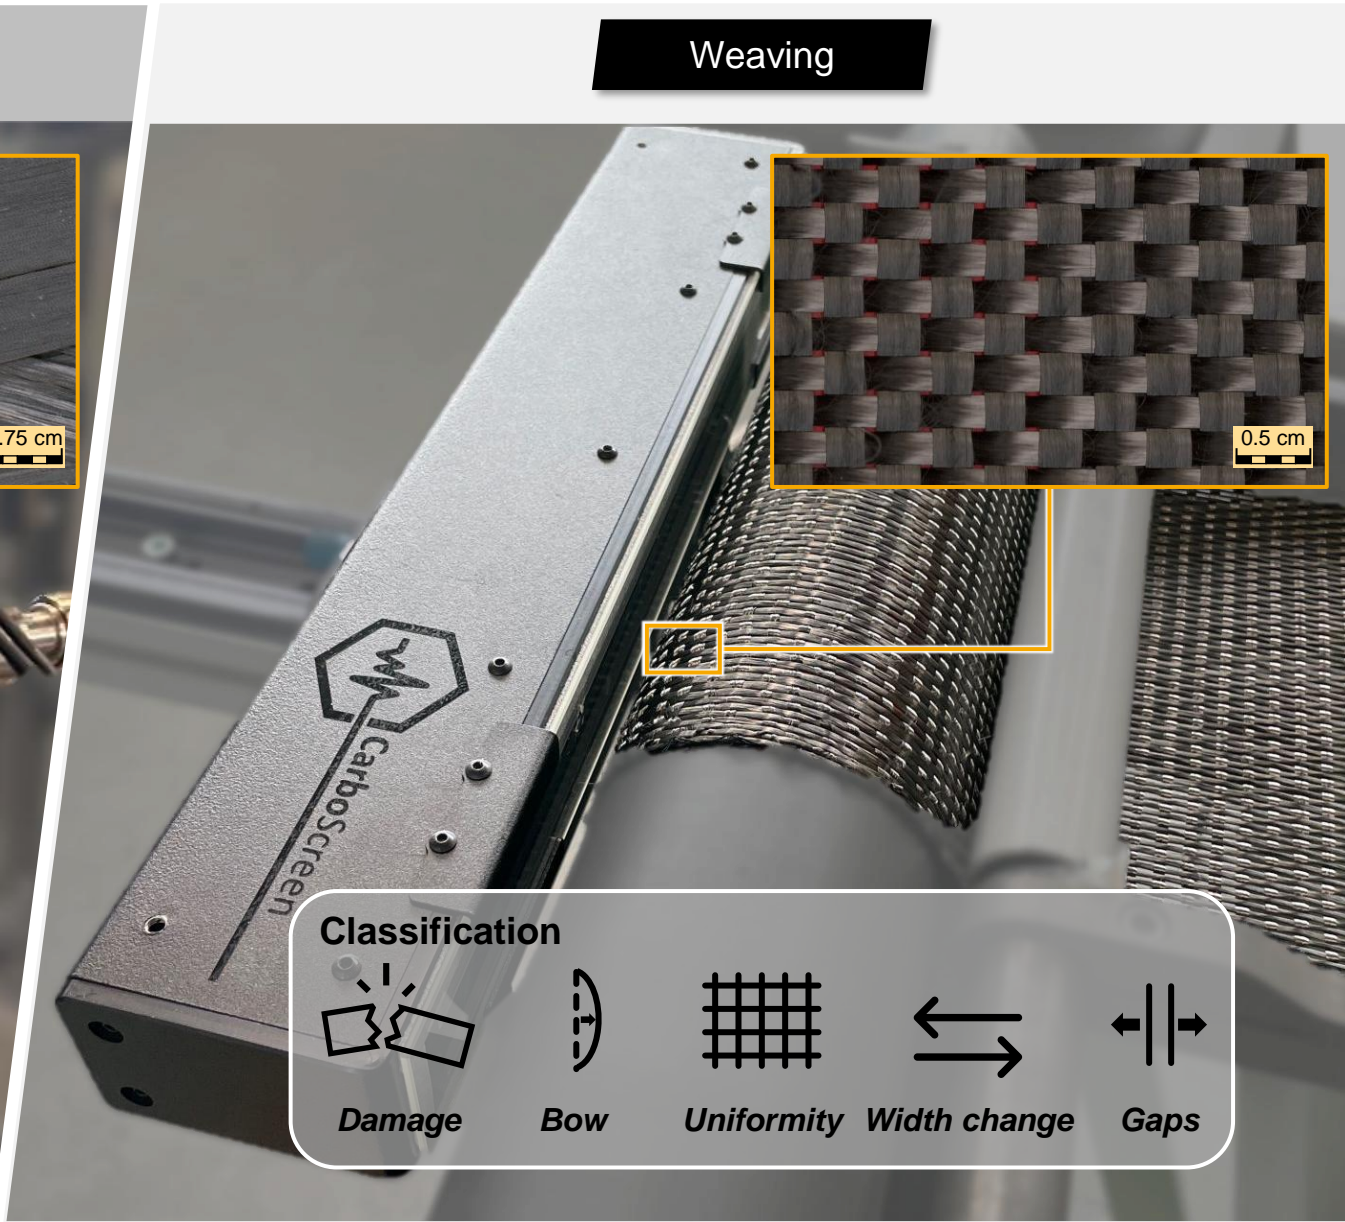 Weaving
.75 cm
0.5 cm
CarboScreen
Classification
Damage
Bow
Uniformity
Width change
Gaps